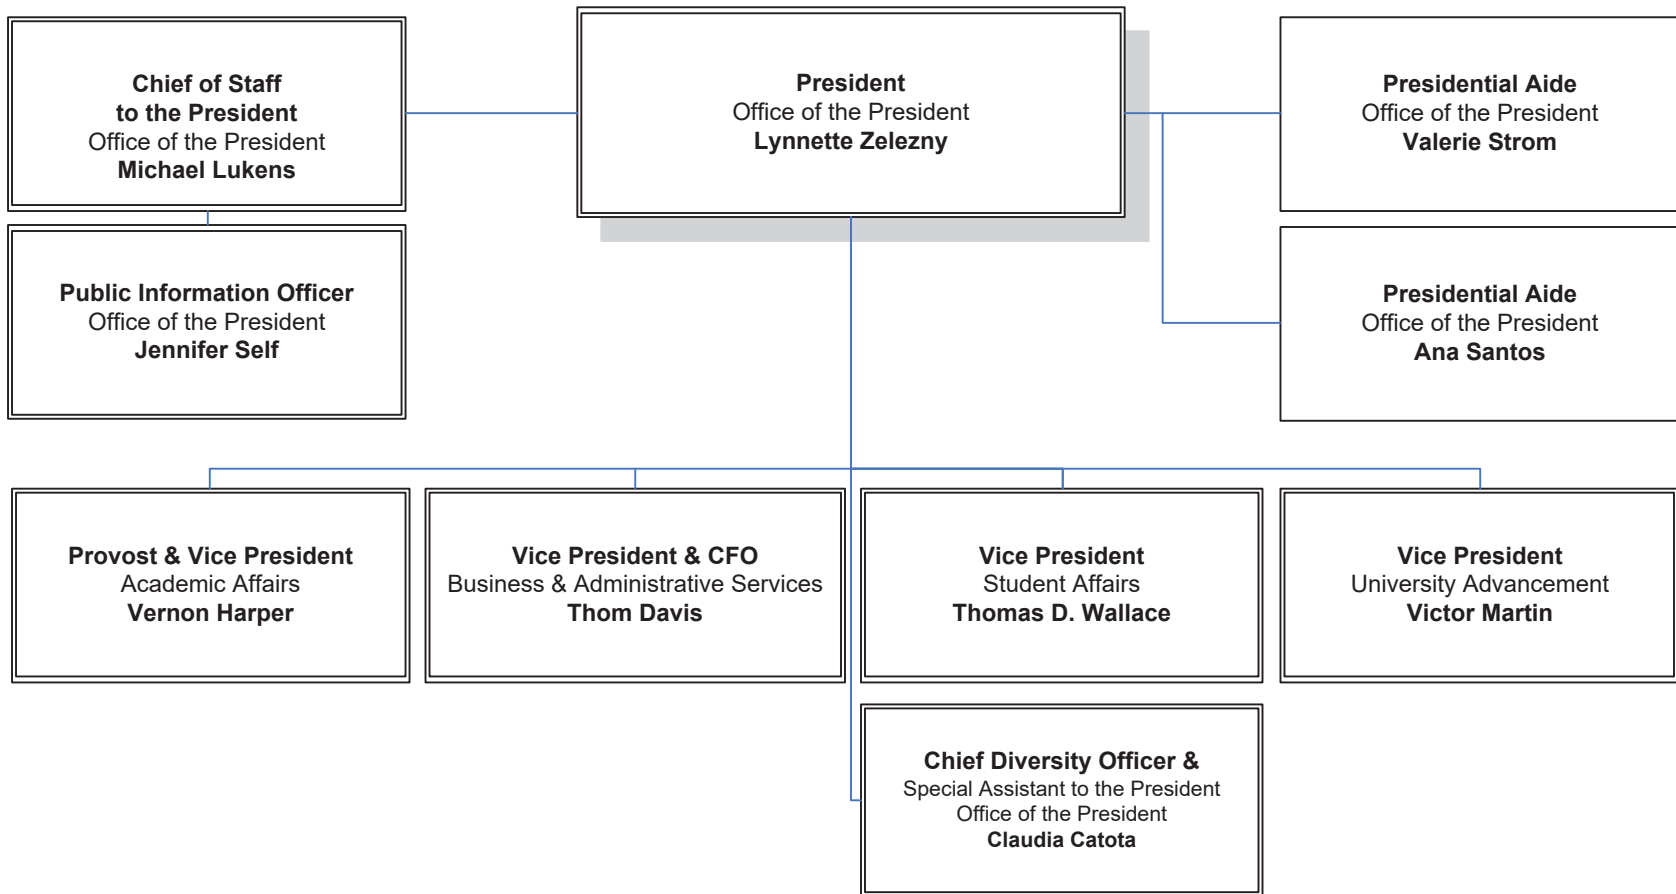 Chief of Staff
to the President
Office of the President
Michael Lukens
President
Office of the President
Lynnette Zelezny
Presidential Aide
Office of the President
Valerie Strom
Public Information Officer
Office of the President
Jennifer Self
Presidential Aide
Office of the President
Ana Santos
Provost & Vice President
Academic Affairs
Vernon Harper
Vice President & CFO
Business & Administrative Services
Thom Davis
Vice President
Student Affairs
Thomas D. Wallace
Vice President
University Advancement
Victor Martin
Chief Diversity Officer &
Special Assistant to the President
Office of the President
Claudia Catota